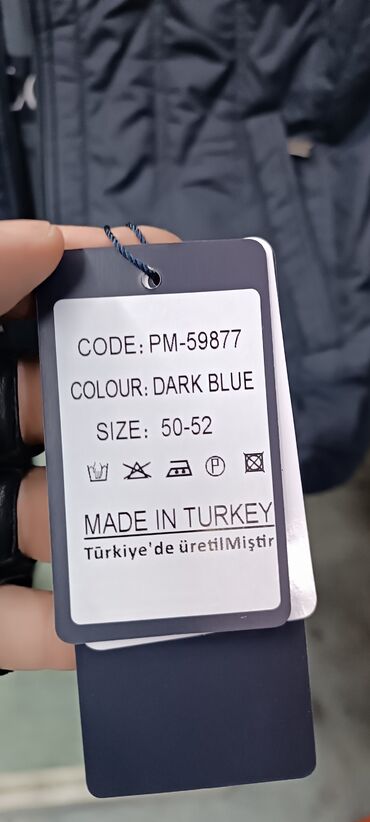 CODE: PM-59877
COLOUR: DARK BLUE
SIZE: 50-52
P
MADE IN TURKEY
Türkiye'de üretilMiştir